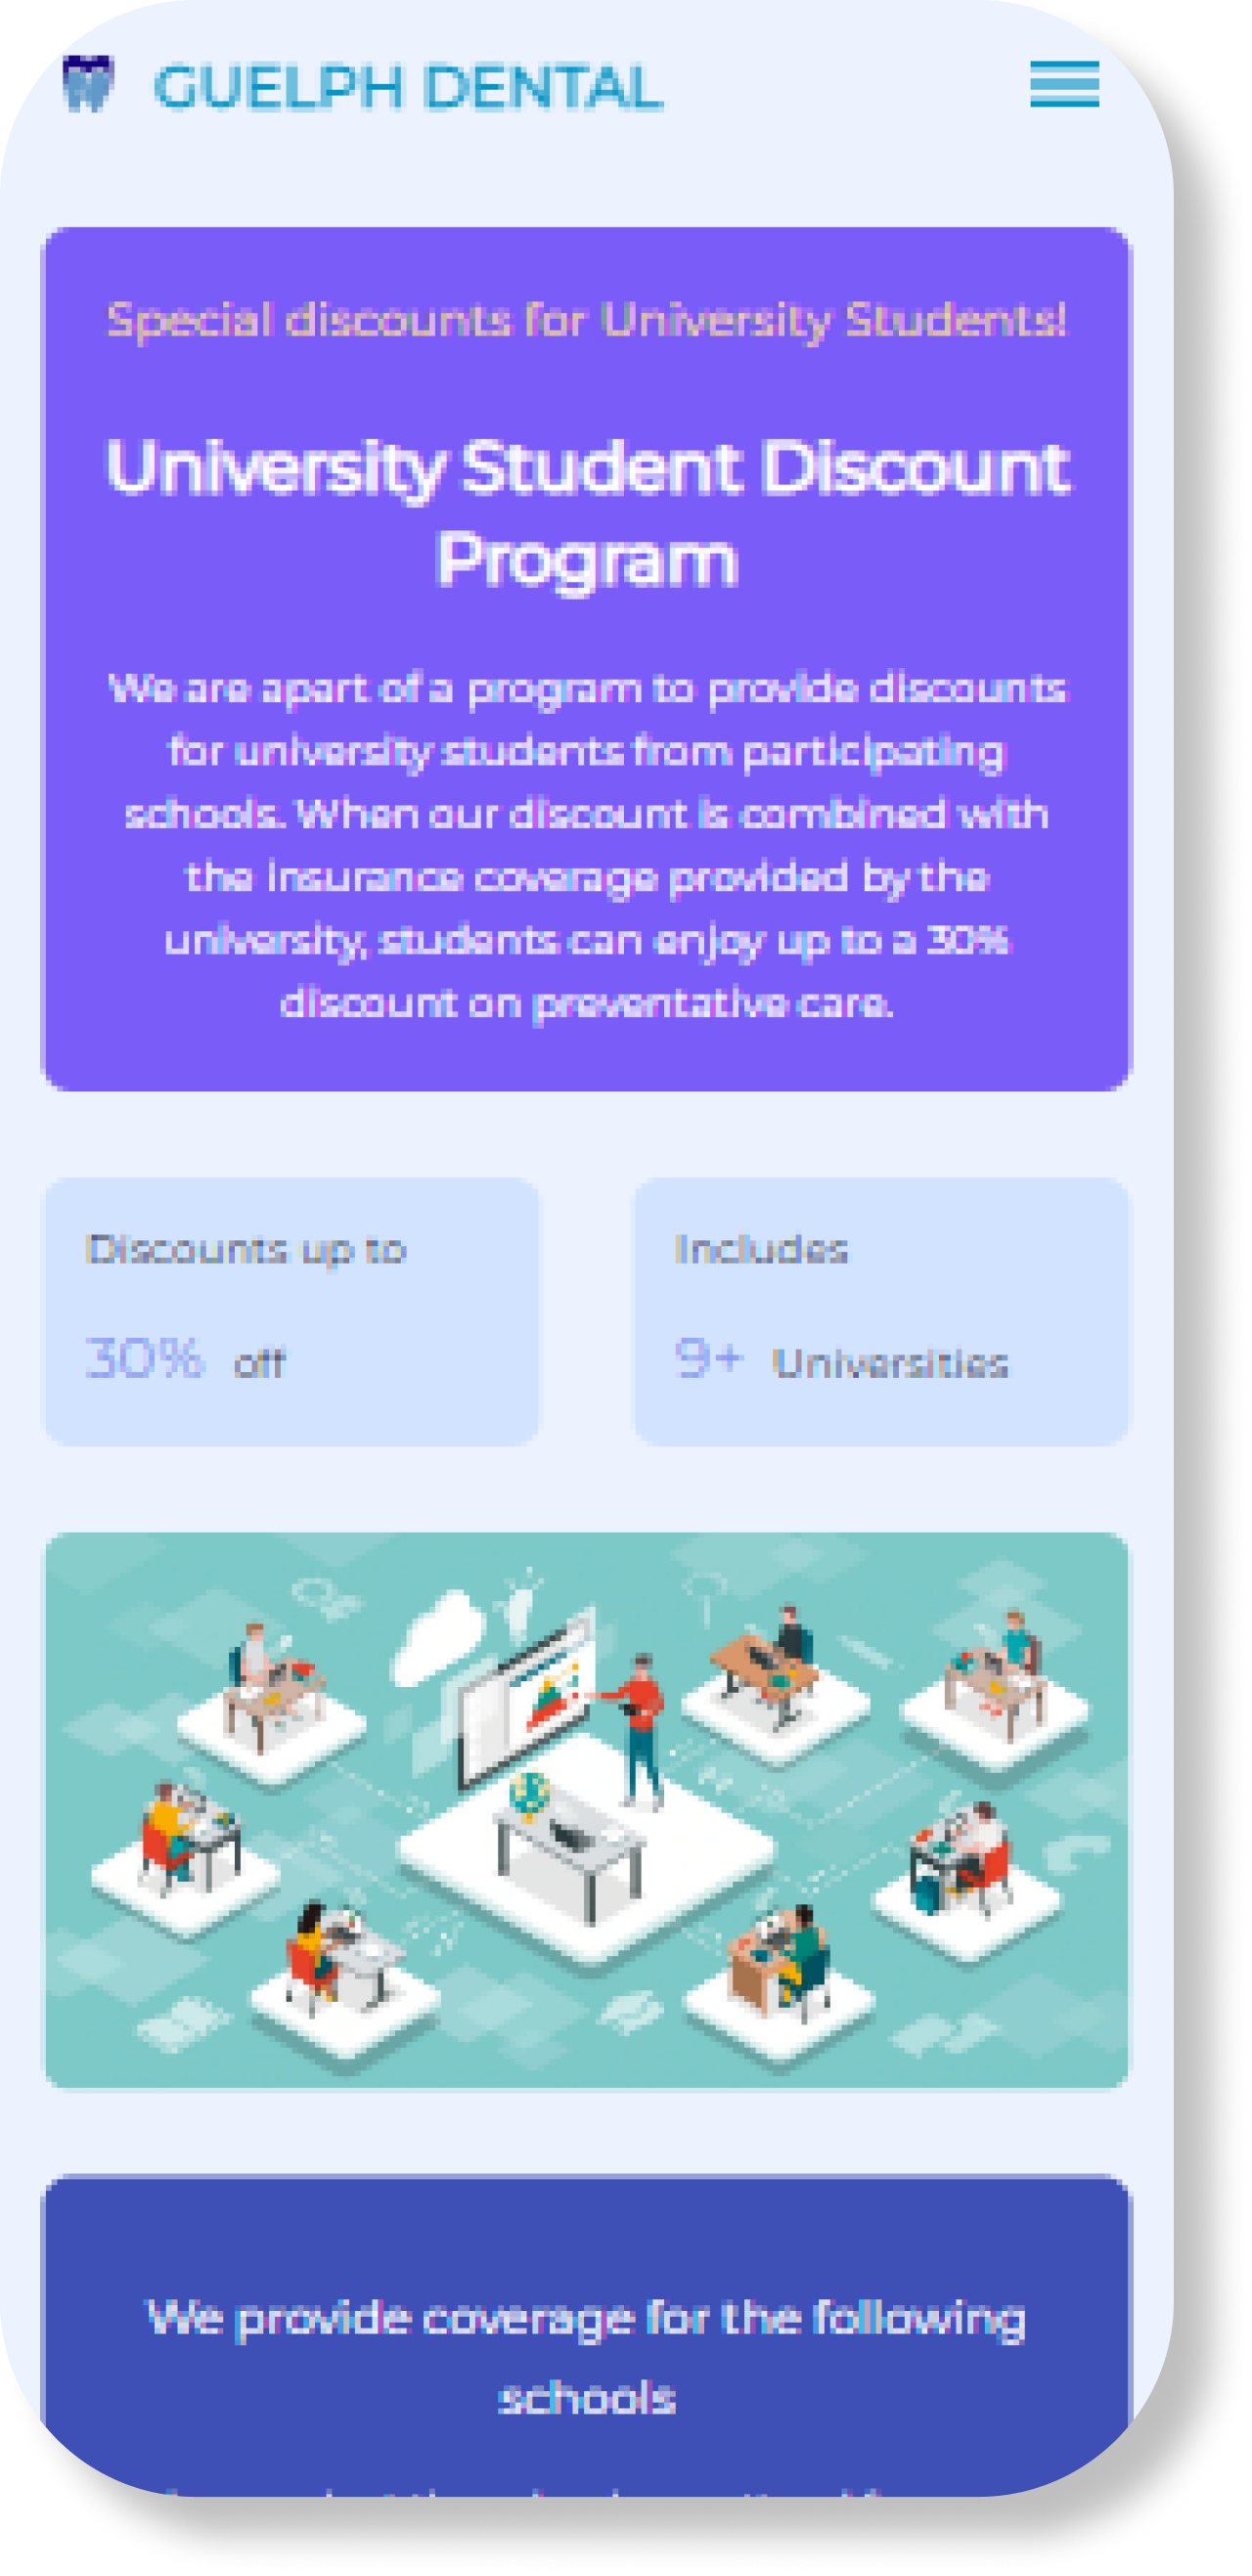 GUELPH DENTAL
Special discounts for University Students!
University Student Discount
Program
We are apart of a program to provide discounts
for university students from participating
schools. When our discount is combined with
the insurance coverage provided by the
university, students can enjoy up to a 30%
discount on preventative care.
Discounts up to
30% off
Includes
9+ Universities
We provide coverage for the following
schools